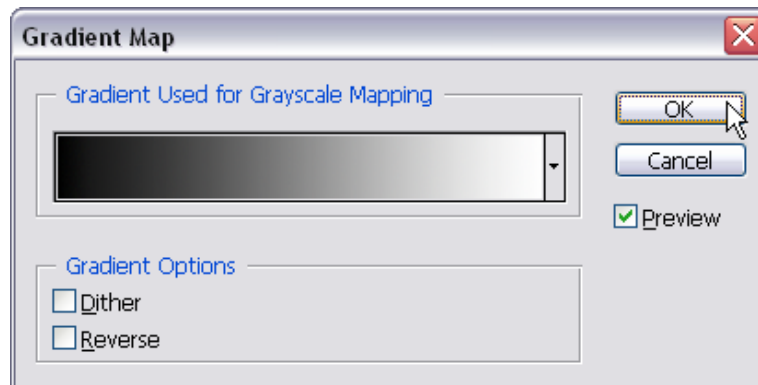 Gradient Map
Gradient Used for Grayscale Mapping
OK
Cancel
Preview
Gradient Options
Dither
Reverse